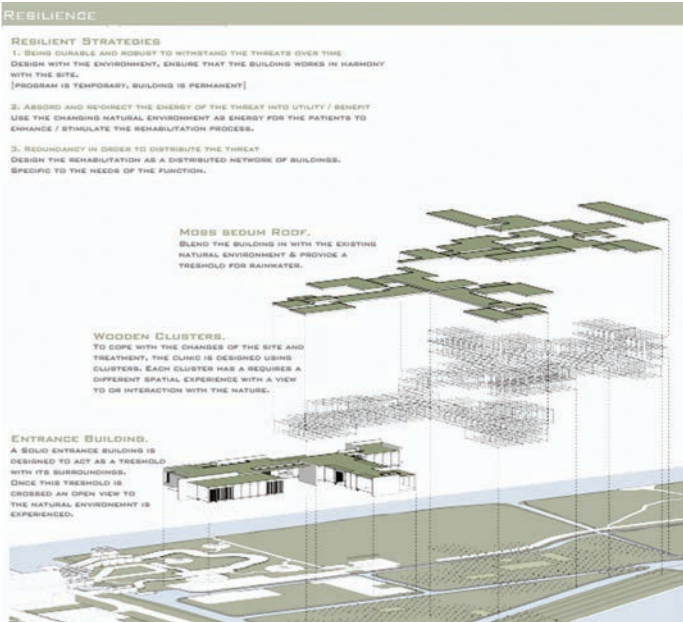 RESILIENCE
RESILIENT STRATEGIES
1. BEING DURABLE AND ROBUST TO WITHSTAND THE THREATS OVER TIME
DESIGN WITH THE ENVIRONMENT, ENSURE THAT THE BUILDING WORKS IN HARMONY
WITH THE SITE.
[PROGRAM IS TEMPORARY, BUILDING IS PERMANENT]
2. ABSORD AND RE-DIRECT THE ENERGY OF THE THREAT INTO UTILITY / BENEFIT
USE THE CHANGING NATURAL ENVIRONMENT AS ENERGY FOR THE PATIENTS TO
ENHANCE / STIMULATE THE REHABILITATION PROCESS.
3. REDUNDANCY IN ORDER TO DISTRIBUTE THE THREAT
DESIGN THE REHABILITATION AS A DISTRIBUTED NETWORK OF BUILDINGS.
SPECIFIC TO THE NEEDS OF THE FUNCTION.
MOSS SEDUM ROOF.
BLEND THE BUILDING IN WITH THE EXISTING
NATURAL ENVIRONMENT & PROVIDE A
TRESHOLD FOR RAINWATER.
WOODEN CLUSTERS.
TO COPE WITH THE CHANGES OF THE SITE AND
TREATMENT, THE CLINIC IS DESIGNED USING
CLUSTERS. EACH CLUSTER HAS A REQUIRES A
DIFFERENT SPATIAL EXPERIENCE WITH A VIEW
TO OR INTERACTION WITH THE NATURE.
ENTRANCE BUILDING.
A SOLID ENTRANCE BUILDING IS
DESIGNED TO ACT AS A TRESHOLD
WITH ITS SURROUNDINGS.
ONCE THIS TRESHOLD IS
CROSSED AN OPEN VIEW TO
THE NATURAL ENVIRONEMNT IS
EXPERIENCED.